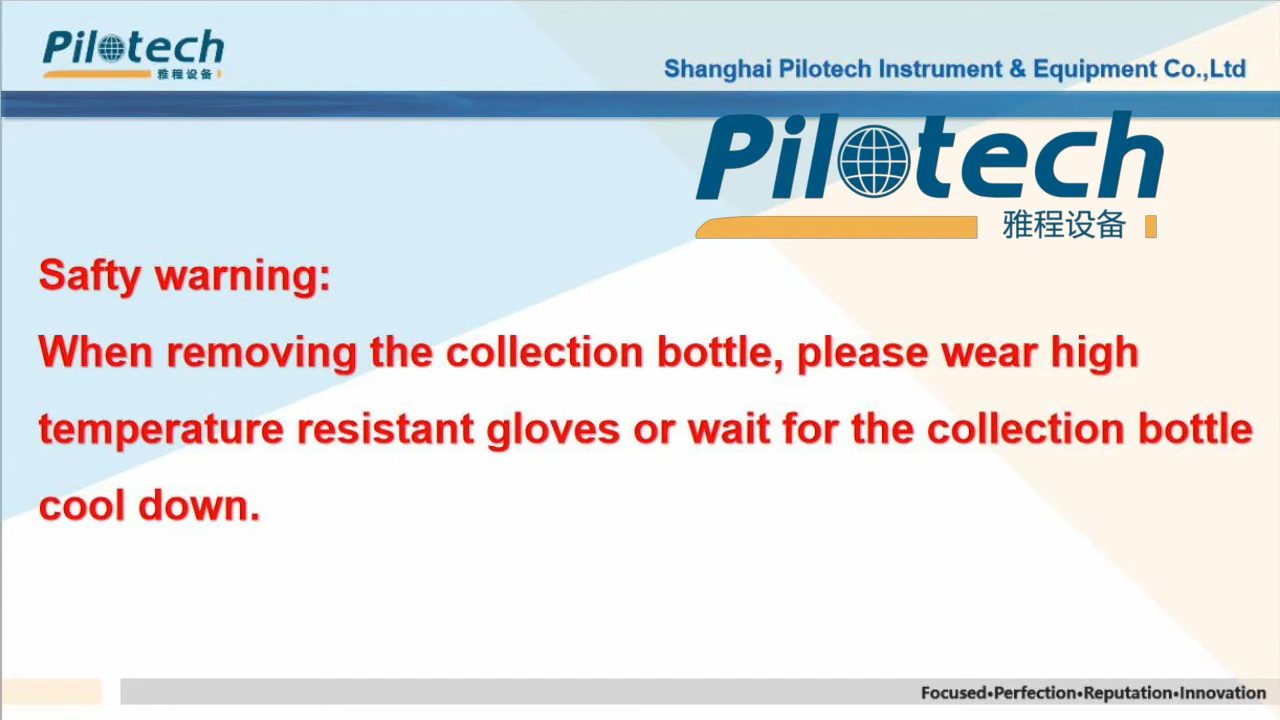 Pilotech
雅程设备
Shanghai Pilotech Instrument & Equipment Co.,Ltd
Pilotech
雅程设备
Safty warning:
When removing the collection bottle, please wear high
temperature resistant gloves or wait for the collection bottle
cool down.
Focused•Perfection•Reputation•Innovation